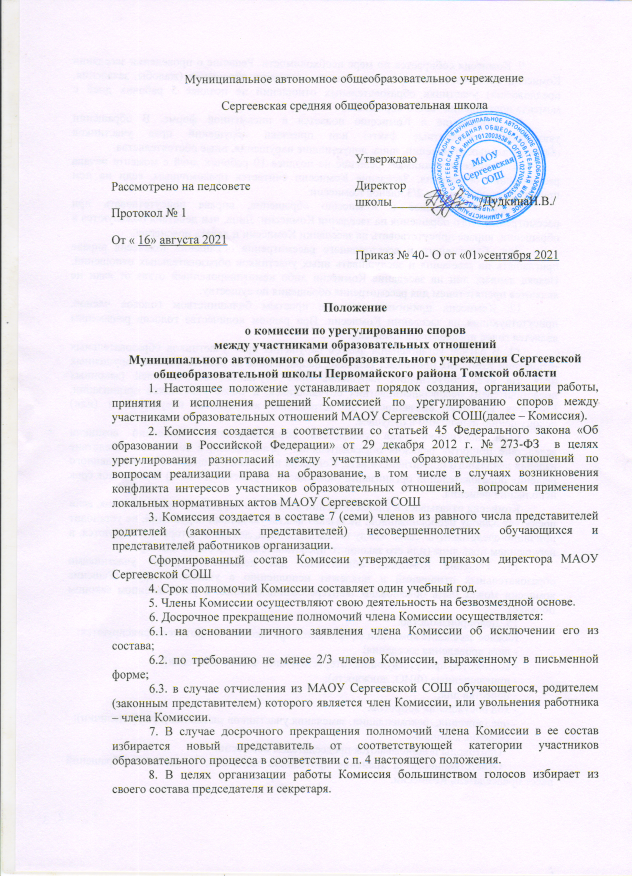 Муниципальное автономное общеобразовательное учреждение
Сергеевская средняя общеобразовательная школа
Утверждаю
Рассмотрено на педсовете
Директор
школы /ДудкинаН.В./
МАОУ
Сергеевская
СОШ
Протокол № 1
От « 16» августа 2021
Приказ № 40- О от «01»сентября 2021
Положение
о комиссии по урегулированию споров
между участниками образовательных отношений
Муниципального автономного общеобразовательного учреждения Сергеевской
общеобразовательной школы Первомайского района Томской области
1. Настоящее положение устанавливает порядок создания, организации работы,
принятия и исполнения решений Комиссией по урегулированию споров между
участниками образовательных отношений МАОУ Сергеевской СОШ(далее – Комиссия).
2. Комиссия создается в соответствии со статьей 45 Федерального закона «Об
образовании в Российской Федерации» от 29 декабря 2012 г. № 273-ФЗ в целях
урегулирования разногласий между участниками образовательных отношений по
вопросам реализации права на образование, в том числе в случаях возникновения
конфликта интересов участников образовательных отношений, вопросам применения
локальных нормативных актов МАОУ Сергеевской СОШ
3. Комиссия создается в составе 7 (семи) членов из равного числа представителей
родителей (законных представителей) несовершеннолетних обучающихся и
представителей работников организации.
Сформированный состав Комиссии утверждается приказом директора МАОУ
Сергеевской СОШ
4. Срок полномочий Комиссии составляет один учебный год.
5. Члены Комиссии осуществляют свою деятельность на безвозмездной основе.
6. Досрочное прекращение полномочий члена Комиссии осуществляется:
6.1. на основании личного заявления члена Комиссии об исключении его из
состава;
6.2. по требованию не менее 2/3 членов Комиссии, выраженному в письменной
форме;
6.3. в случае отчисления из МАОУ Сергеевской СОШ обучающегося, родителем
(законным представителем) которого является член Комиссии, или увольнения работника
– члена Комиссии.
7. В случае досрочного прекращения полномочий члена Комиссии в ее состав
избирается новый представитель от соответствующей категории участников
образовательного процесса в соответствии с п. 4 настоящего положения.
8. В целях организации работы Комиссия большинством голосов избирает из
своего состава председателя и секретаря.